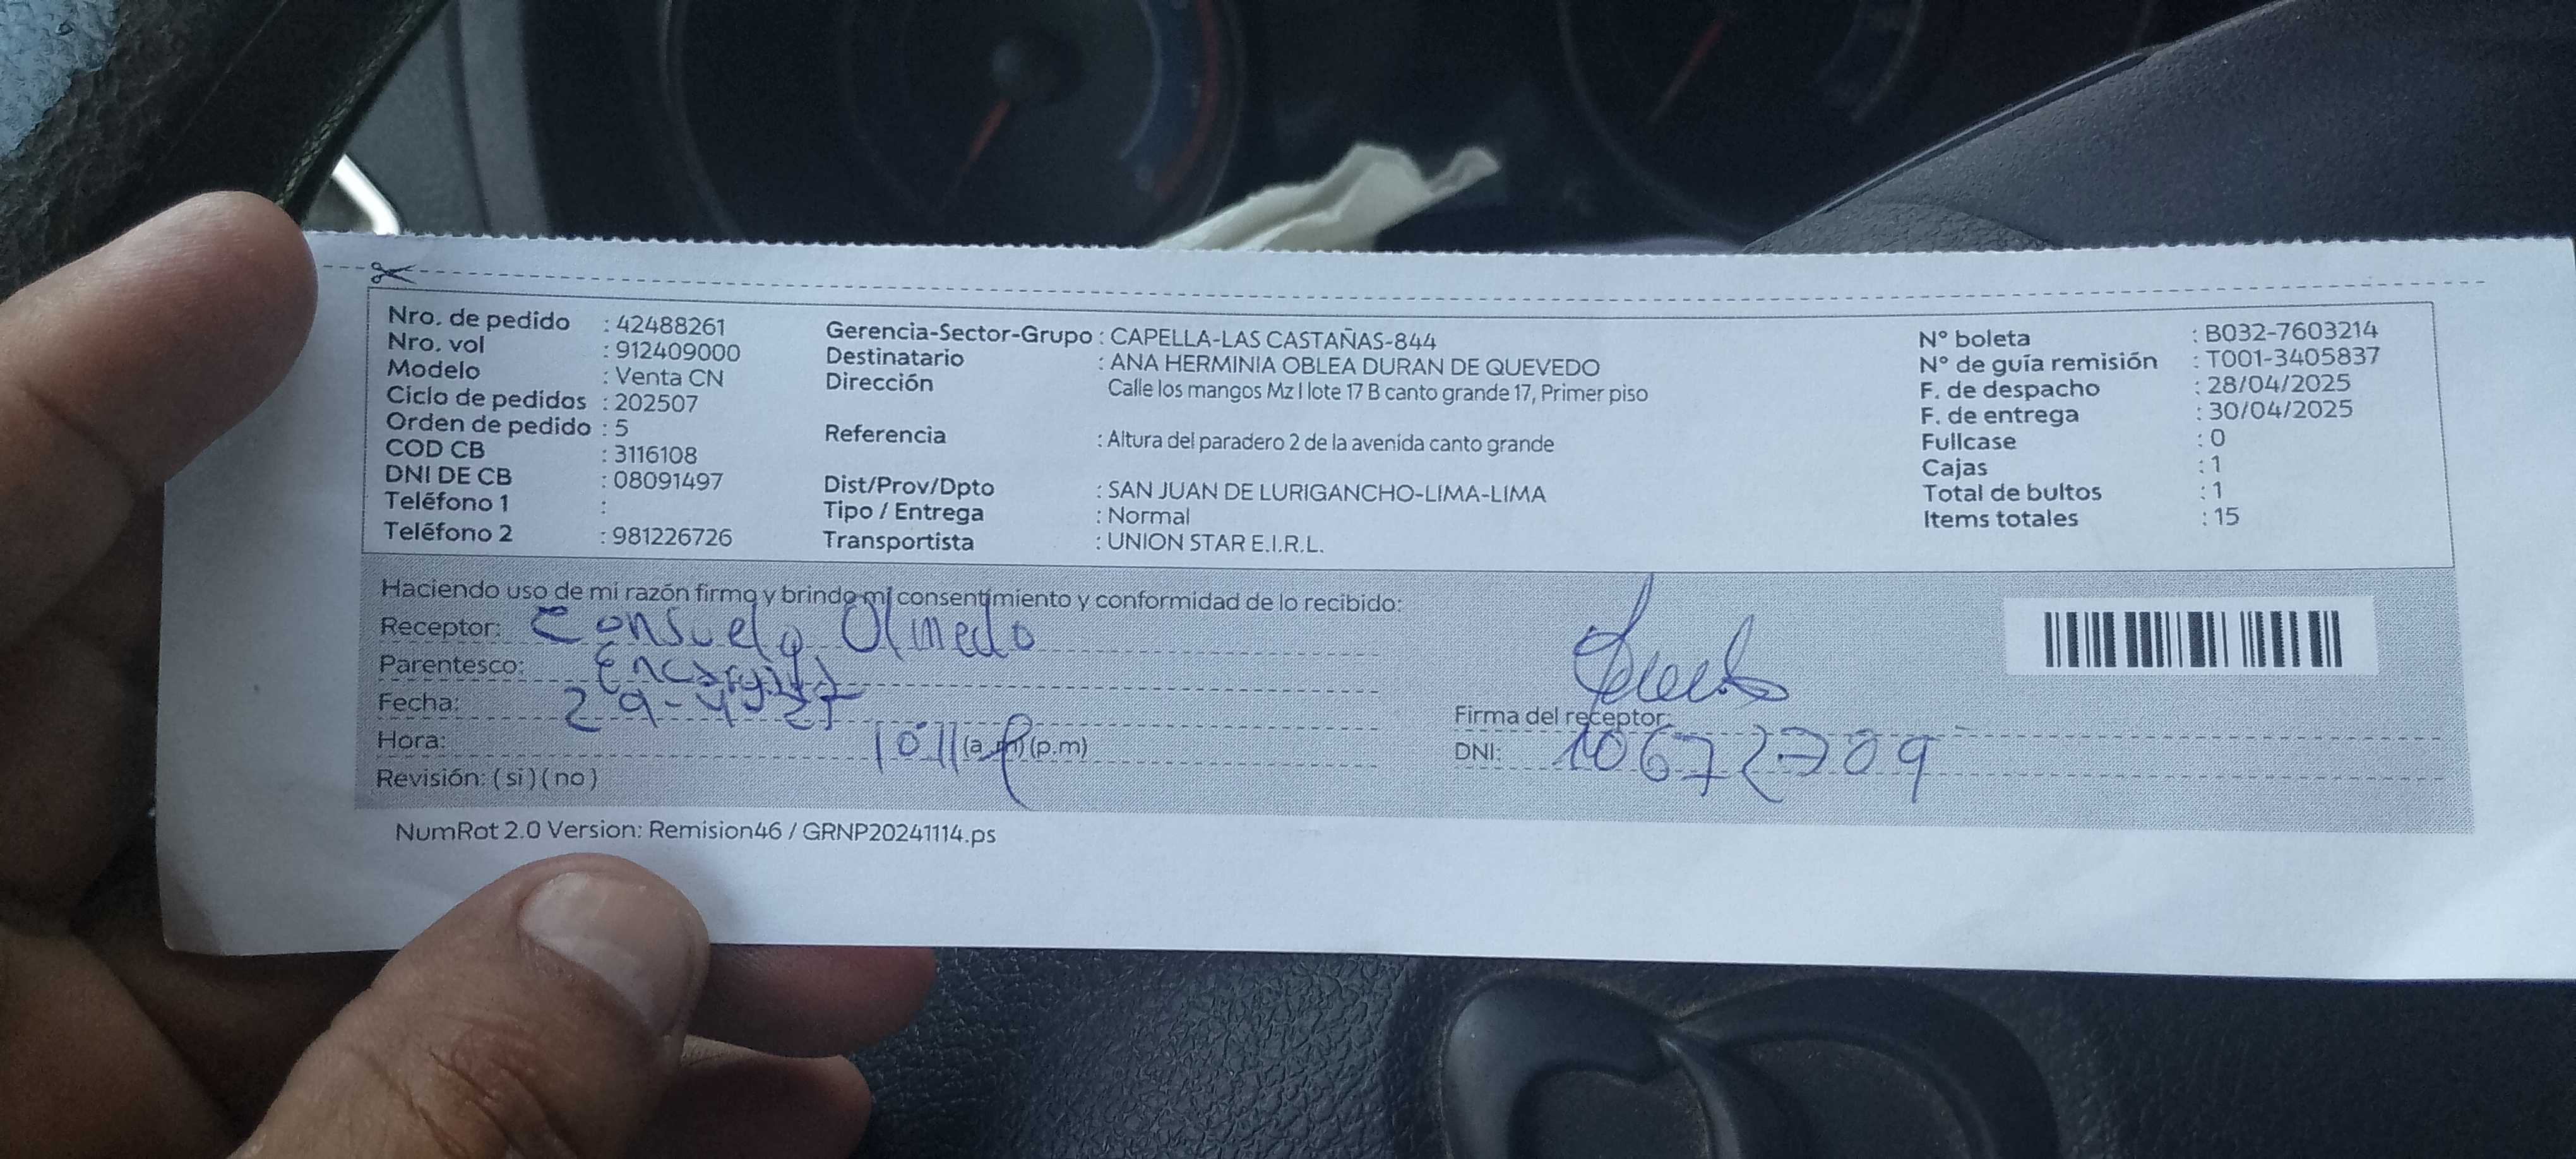 Nro. de pedido : 42488261
Nro. vol : 912409000
Modelo : Venta CN
Ciclo de pedidos : 202507
Orden de pedido : 5
COD CB : 3116108
DNI DE CB : 08091497
Teléfono 1 :
Teléfono 2 : 981226726
Gerencia-Sector-Grupo : CAPELLA-LAS CASTAÑAS-844
Destinatario : ANA HERMINIA OBLEA DURAN DE QUEVEDO
Dirección Calle los mangos Mz I lote 17 B canto grande 17, Primer piso
Referencia : Altura del paradero 2 de la avenida canto grande
Dist/Prov/Dpto : SAN JUAN DE LURIGANCHO-LIMA-LIMA
Tipo / Entrega : Normal
Transportista : UNION STAR E.I.R.L.
N° boleta : B032-7603214
N° de guía remisión : T001-3405837
F. de despacho : 28/04/2025
F. de entrega : 30/04/2025
Fullcase : 0
Cajas : 1
Total de bultos : 1
Items totales : 15
Haciendo uso de mi razón firmo y brindo mi consentimiento y conformidad de lo recibido:
Receptor: Consuelo Olmedo
Parentesco:
Fecha: 29-4-25
Hora: 10:11 (a.m) (p.m)
Revisión: (si) (no)
Firma del receptor:
DNI: 10672709
NumRot 2.0 Version: Remision46 / GRNP20241114.ps